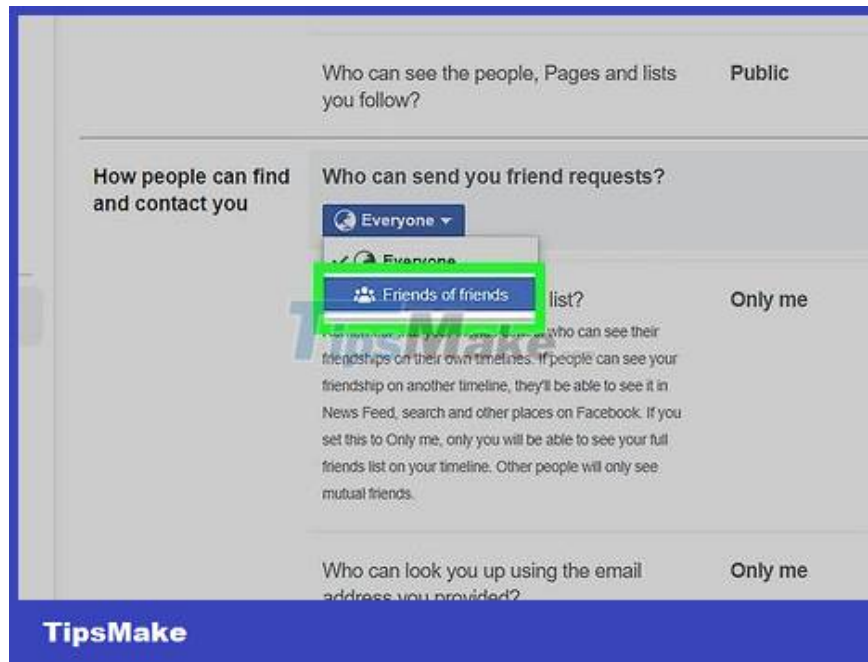 Who can see the people, Pages and lists
Public
you follow?
How people can find
and contact you
Who can send you friend requests?
Everyone
Everyone
Friends of friends
list?
Only me
who can see their
friendships on their own timelines. If people can see your
friendship on another timeline, they'll be able to see it in
News Feed, search and other places on Facebook. If you
set this to Only me, only you will be able to see your full
friends list on your timeline. Other people will only see
mutual friends.
TipsMake
Who can look you up using the email
Only me
address you provided?
TipsMake